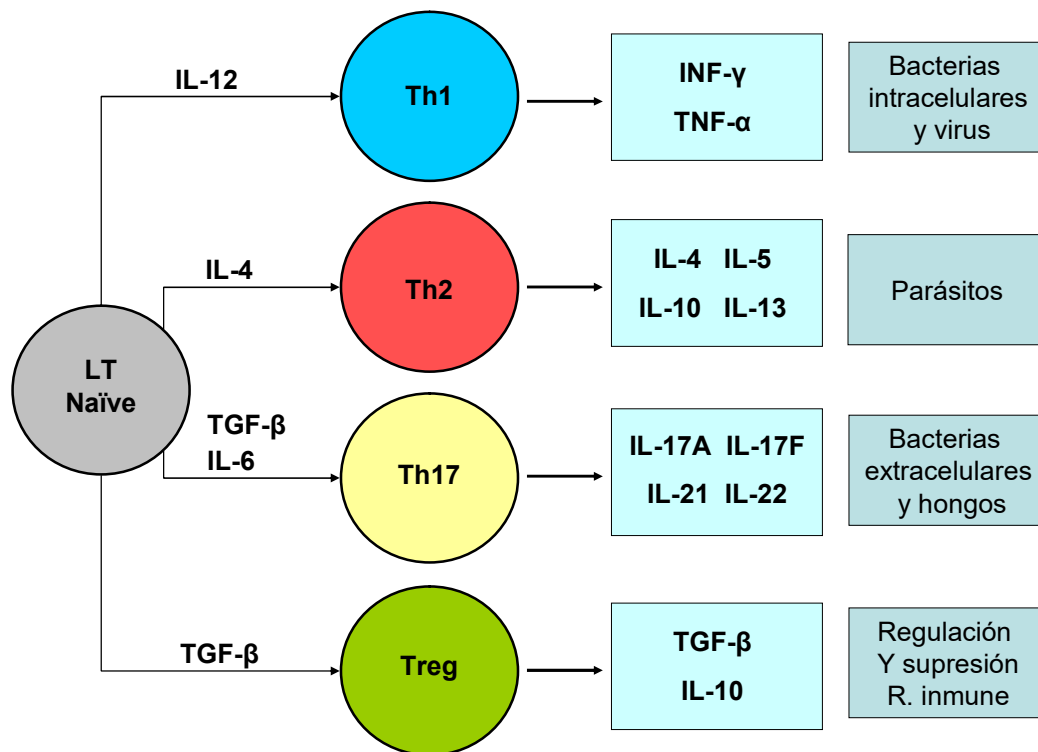 IL-12
Th1
INF-γ
TNF-α
Bacterias
intracelulares
y virus
IL-4
Th2
IL-4 IL-5
IL-10 IL-13
Parásitos
LT
Naïve
TGF-β
IL-6
Th17
IL-17A IL-17F
IL-21 IL-22
Bacterias
extracelulares
y hongos
TGF-β
Treg
TGF-β
IL-10
Regulación
Y supresión
R. inmune